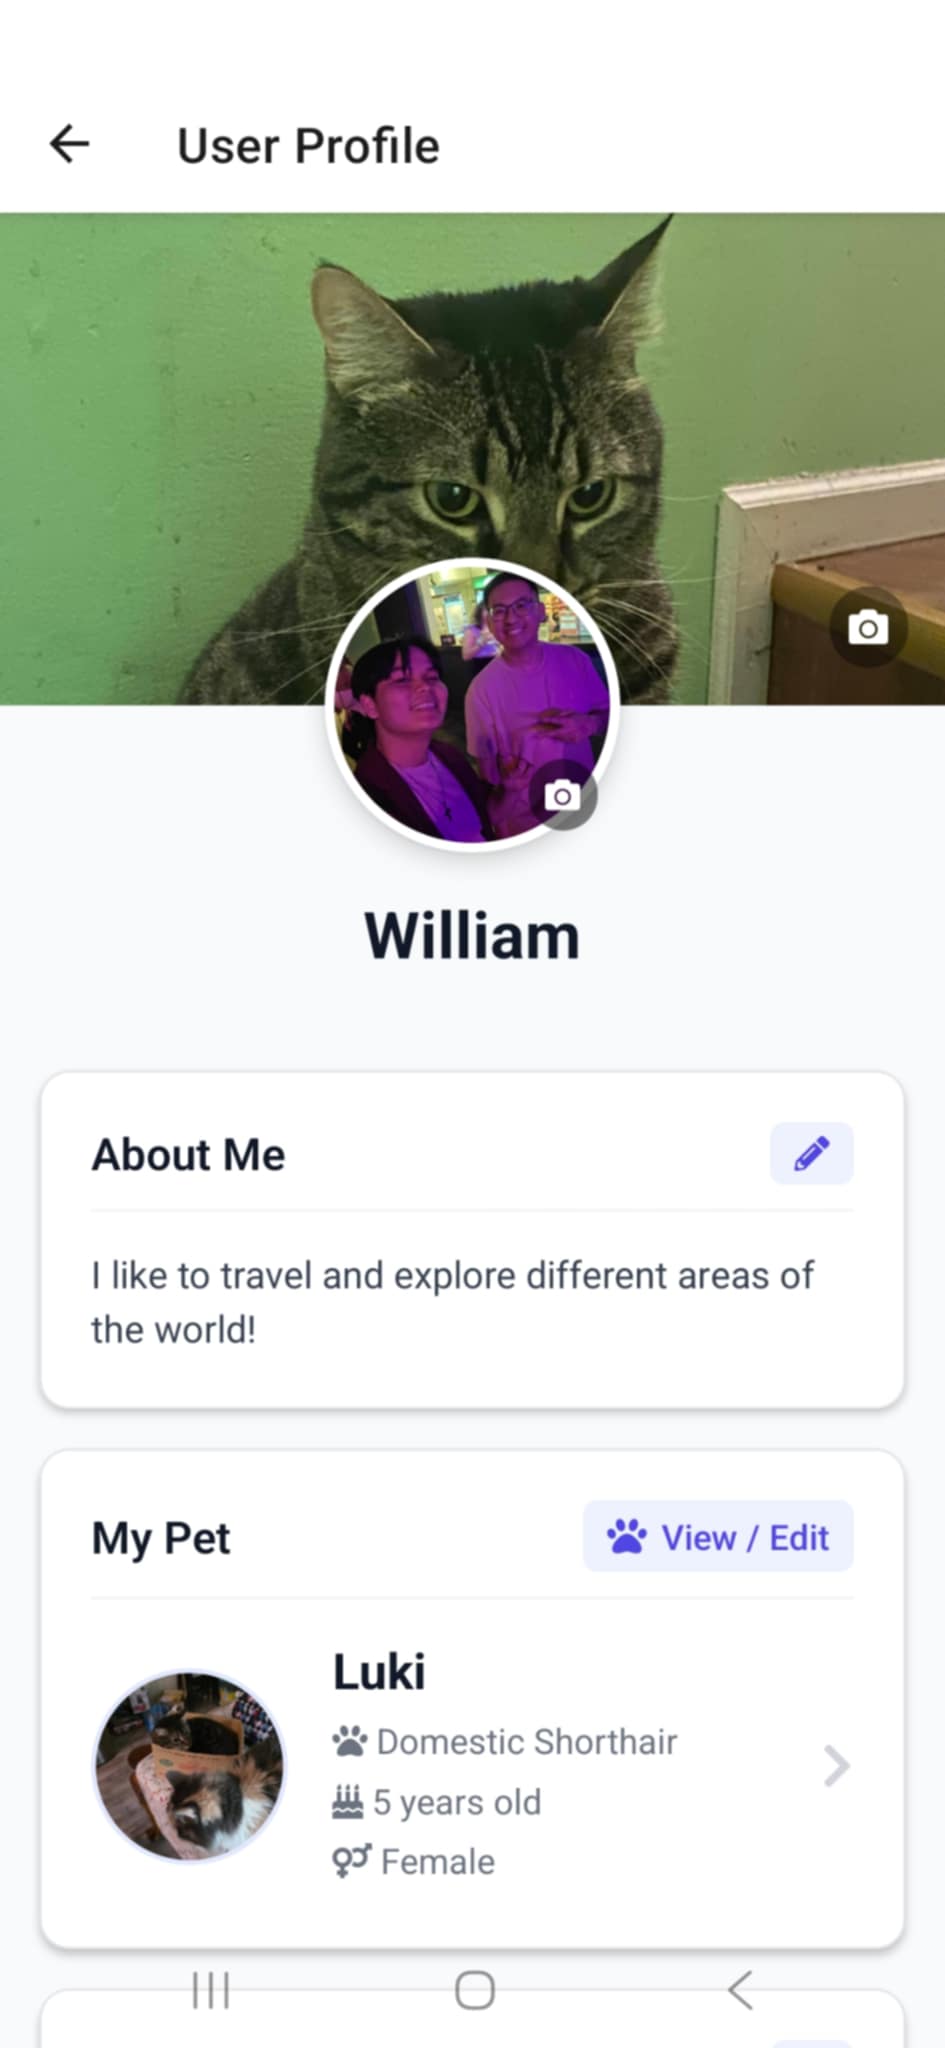 User Profile
William
About Me
I like to travel and explore different areas of
the world!
My Pet
View / Edit
Luki
Domestic Shorthair
5 years old
Female